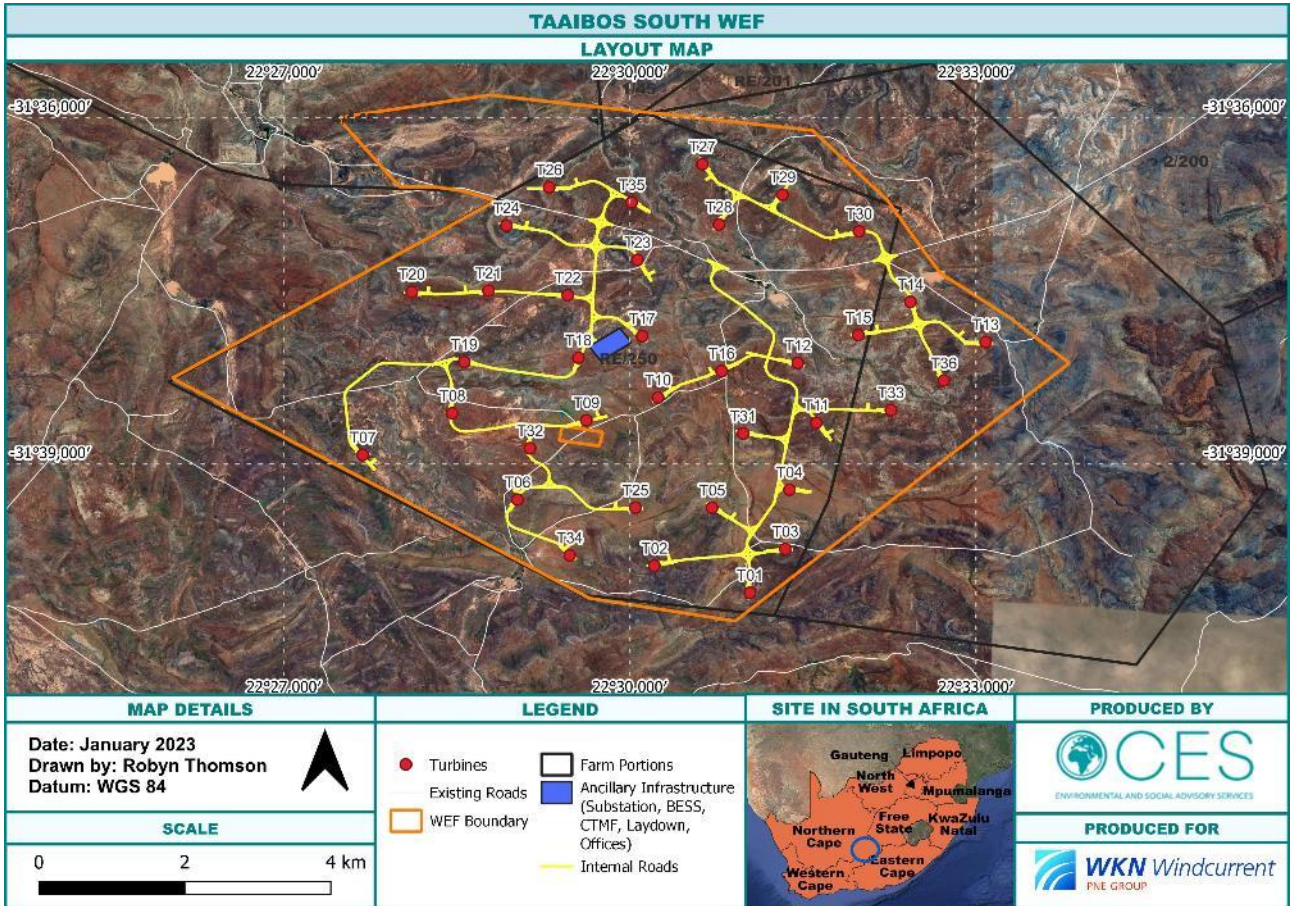 TAAIBOS SOUTH WEF
LAYOUT MAP
22°27,000' 22°30,000' 22°33,000'
-31°36,000' -31°36,000'
RE/201
2/200
T27
T26 T29
T35
T24 T28 T30
T23
T20 T21 T22 T14
T17 T15 T13
T18
RE/250
T19 T16 T12 T36
T10
T08 T09 T33
T31 T11
T32
T07
-31°39,000' -31°39,000'
T06 T25 T05 T04
T34 T02 T03
T01
22°27,000' 22°30,000' 22°33,000'
MAP DETAILS
Date: January 2023
Drawn by: Robyn Thomson
Datum: WGS 84
SCALE
0 2 4 km
LEGEND
Turbines
Existing Roads
WEF Boundary
Farm Portions
Ancillary Infrastructure
(Substation, BESS,
CTMF, Laydown,
Offices)
Internal Roads
SITE IN SOUTH AFRICA
Limpopo
Gauteng
North
West
Mpumalanga
Free
State
KwaZulu
Natal
Northern
Cape
Eastern
Cape
Western
Cape
PRODUCED BY
CES
ENVIRONMENTAL AND SOCIAL ADVISORY SERVICES
PRODUCED FOR
WKN Windcurrent
PNE GROUP